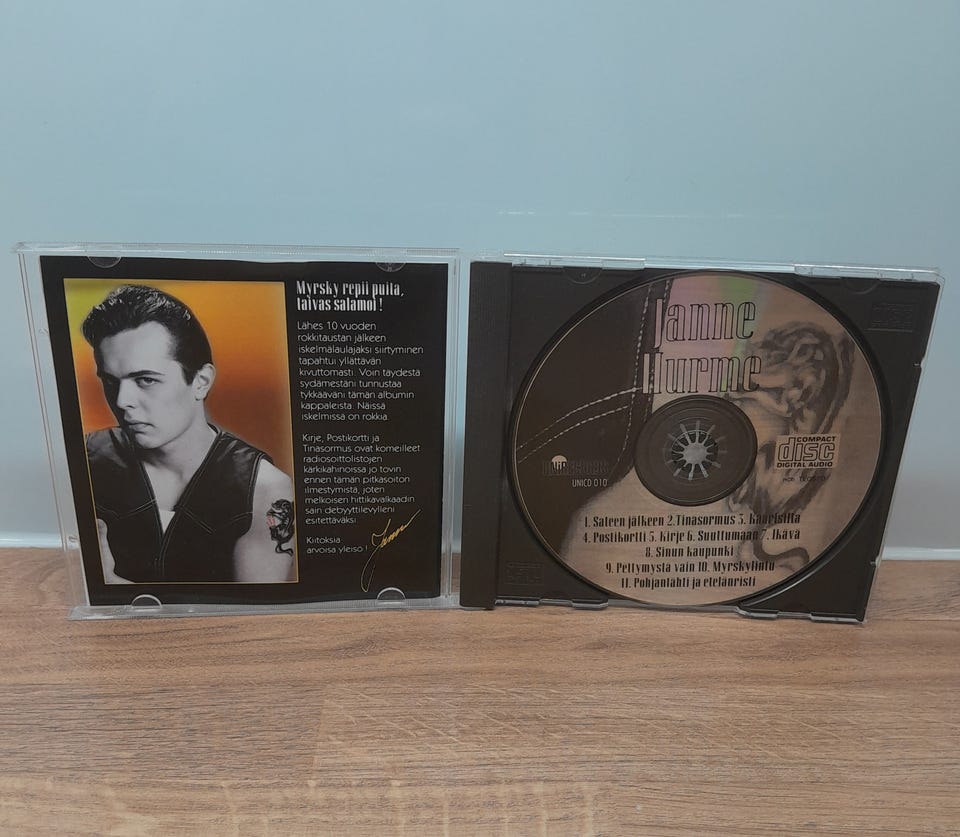 Myrsky repii puita,
taivas salamoi!
Lähes 10 vuoden
rokkitaustan jälkeen
iskelmälaulajaksi siirtyminen
tapahtui yllättävän
kivuttomasti. Voin täydestä
sydämestäni tunnustaa
tykkääväni tämän albumin
kappaleista. Näissä
iskelmissä on rokkia.
Kirje, Postikortti ja
Tinasormus ovat komeilleet
radiosoittolistojen
kärkikahinoissa jo tovin
ennen tämän pitkäsoiton
ilmestymistä, joten
melkoisen hittikavalkaadin
sain debyyttilevylleni
esitettäväksi
Kiitoksia
arvoisa yleisö!
Janne
Janne
Hurme
UNICD 010
COMPACT
disc
DIGITAL AUDIO
ncb
1. Sateen jälkeen 2.Tinasormus 3.
4. Postikortti 5. Kirje 6. Suuttumaan 7. Ikävä
8. Sinun kaupunki
9. Pettymystä vain 10. Myrskylintu
11. Pohjanlahti ja etelänristi